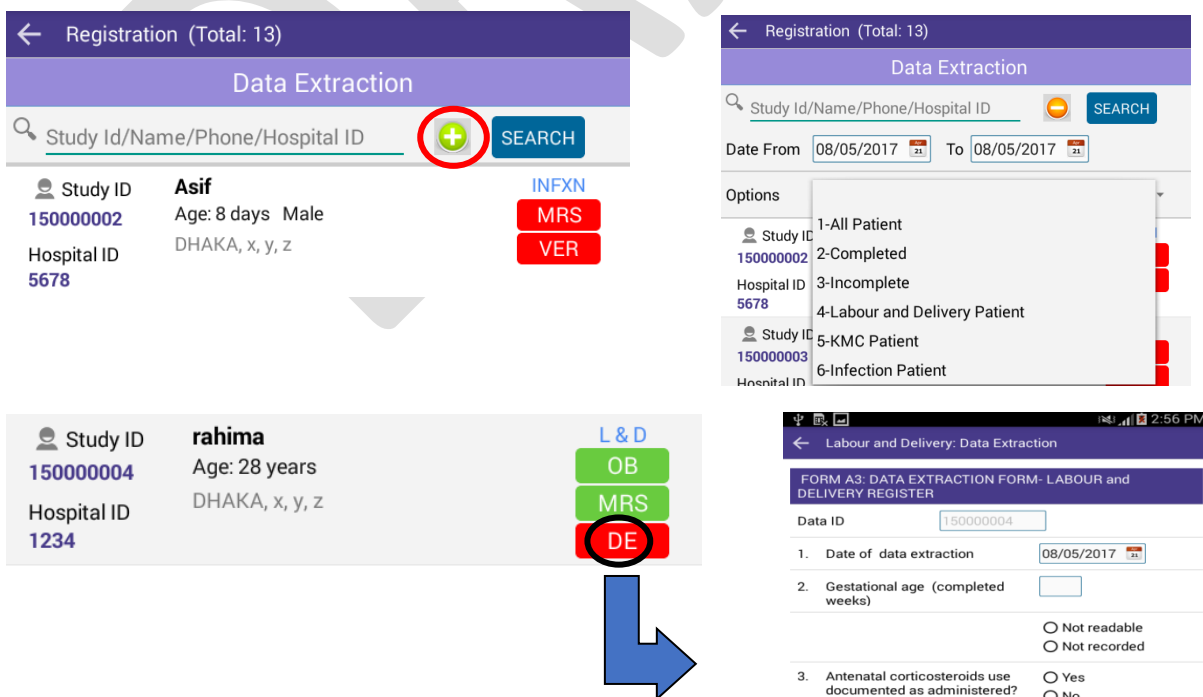 Registration (Total: 13)
Data Extraction
Study Id/Name/Phone/Hospital ID SEARCH
Study ID Asif INFXN
150000002 Age: 8 days Male MRS
Hospital ID DHAKA, x, y, z VER
5678
Registration (Total: 13)
Data Extraction
Study Id/Name/Phone/Hospital ID SEARCH
Date From 08/05/2017 To 08/05/2017
Options
1-All Patient
Study ID
150000002 2-Completed
Hospital ID 3-Incomplete
5678
4-Labour and Delivery Patient
Study ID 5-KMC Patient
150000003
6-Infection Patient
Hospital ID
Study ID rahima L & D
150000004 Age: 28 years OB
Hospital ID DHAKA, x, y, z MRS
1234 DE
2:56 PM
Labour and Delivery: Data Extraction
FORM A3: DATA EXTRACTION FORM- LABOUR and
DELIVERY REGISTER
Data ID 150000004
1. Date of data extraction 08/05/2017
2. Gestational age (completed
weeks)
Not readable
Not recorded
3. Antenatal corticosteroids use Yes
documented as administered? No